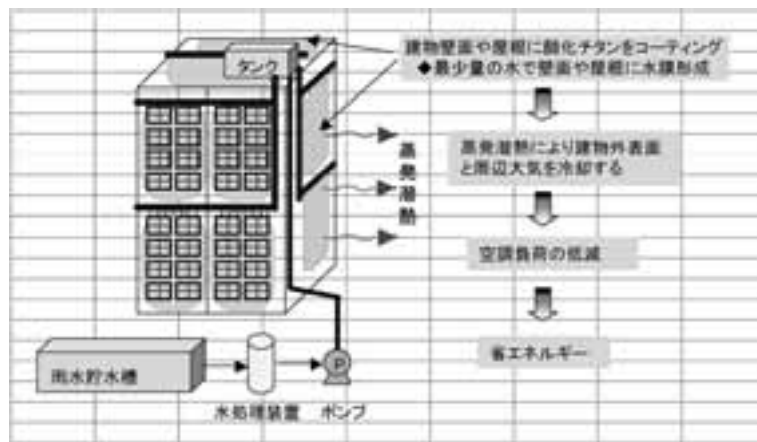 タンク
建物壁面や屋根に酸化チタンをコーティング
◆最少量の水で壁面や屋根に水膜形成
蒸発潜熱により建物外表面
と周辺大気を冷却する
蒸発潜熱
空調負荷の低減
省エネルギー
雨水貯水槽
P
水処理装置
ポンプ